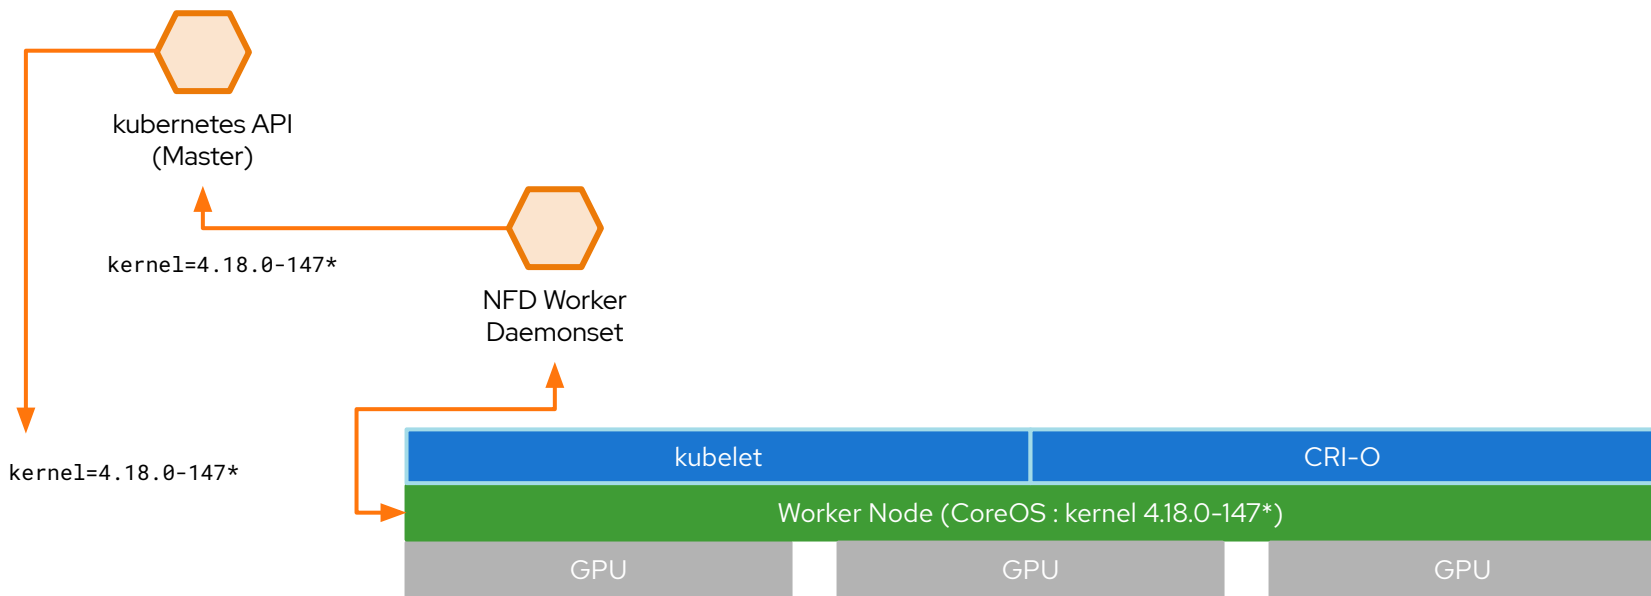 kubernetes API
(Master)
kernel=4.18.0-147*
NFD Worker
Daemonset
kernel=4.18.0-147*
kubelet
CRI-O
Worker Node (CoreOS : kernel 4.18.0-147*)
GPU
GPU
GPU